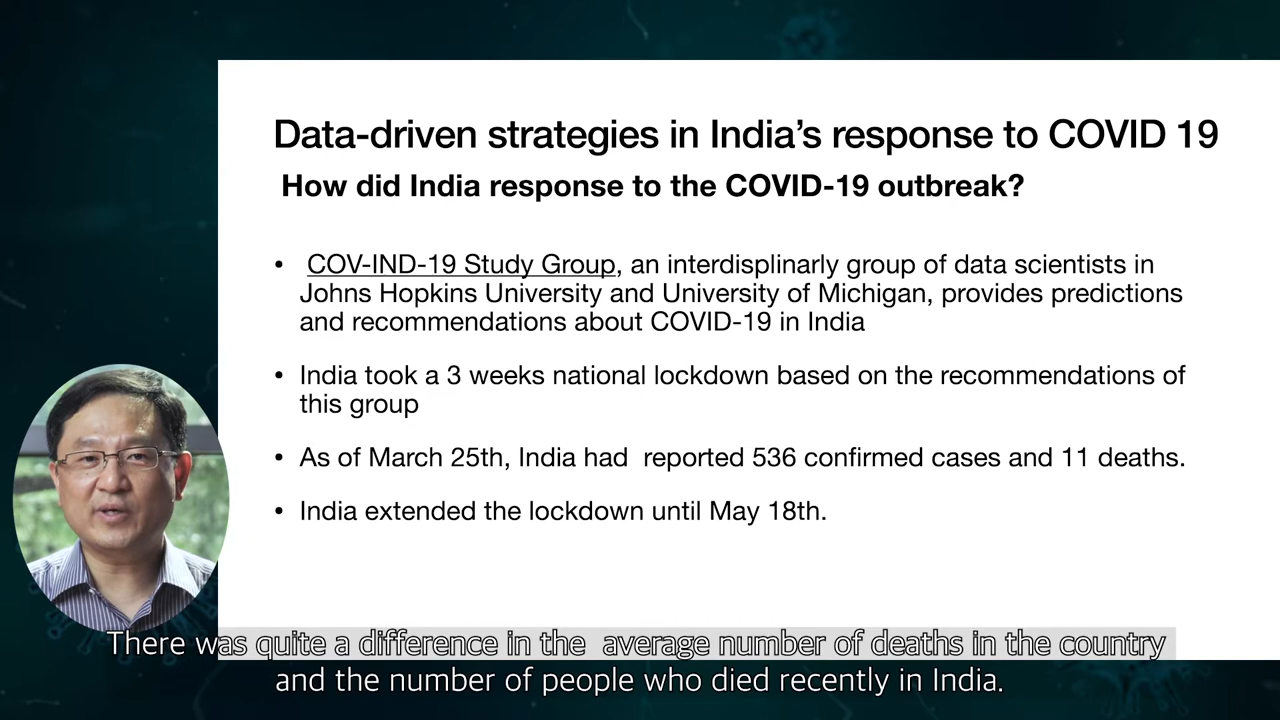 Data-driven strategies in India's response to COVID 19
How did India response to the COVID-19 outbreak?
• COV-IND-19 Study Group, an interdisplinarly group of data scientists in
Johns Hopkins University and University of Michigan, provides predictions
and recommendations about COVID-19 in India
• India took a 3 weeks national lockdown based on the recommendations of
this group
• As of March 25th, India had reported 536 confirmed cases and 11 deaths.
• India extended the lockdown until May 18th.
There was quite a difference in the average number of deaths in the country
and the number of people who died recently in India.